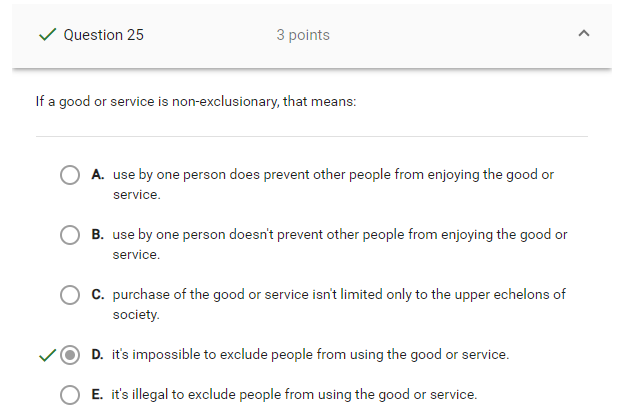 Question 25 3 points
If a good or service is non-exclusionary, that means:
A. use by one person does prevent other people from enjoying the good or
service.
B. use by one person doesn't prevent other people from enjoying the good or
service.
C. purchase of the good or service isn't limited only to the upper echelons of
society.
D. it's impossible to exclude people from using the good or service.
E. it's illegal to exclude people from using the good or service.